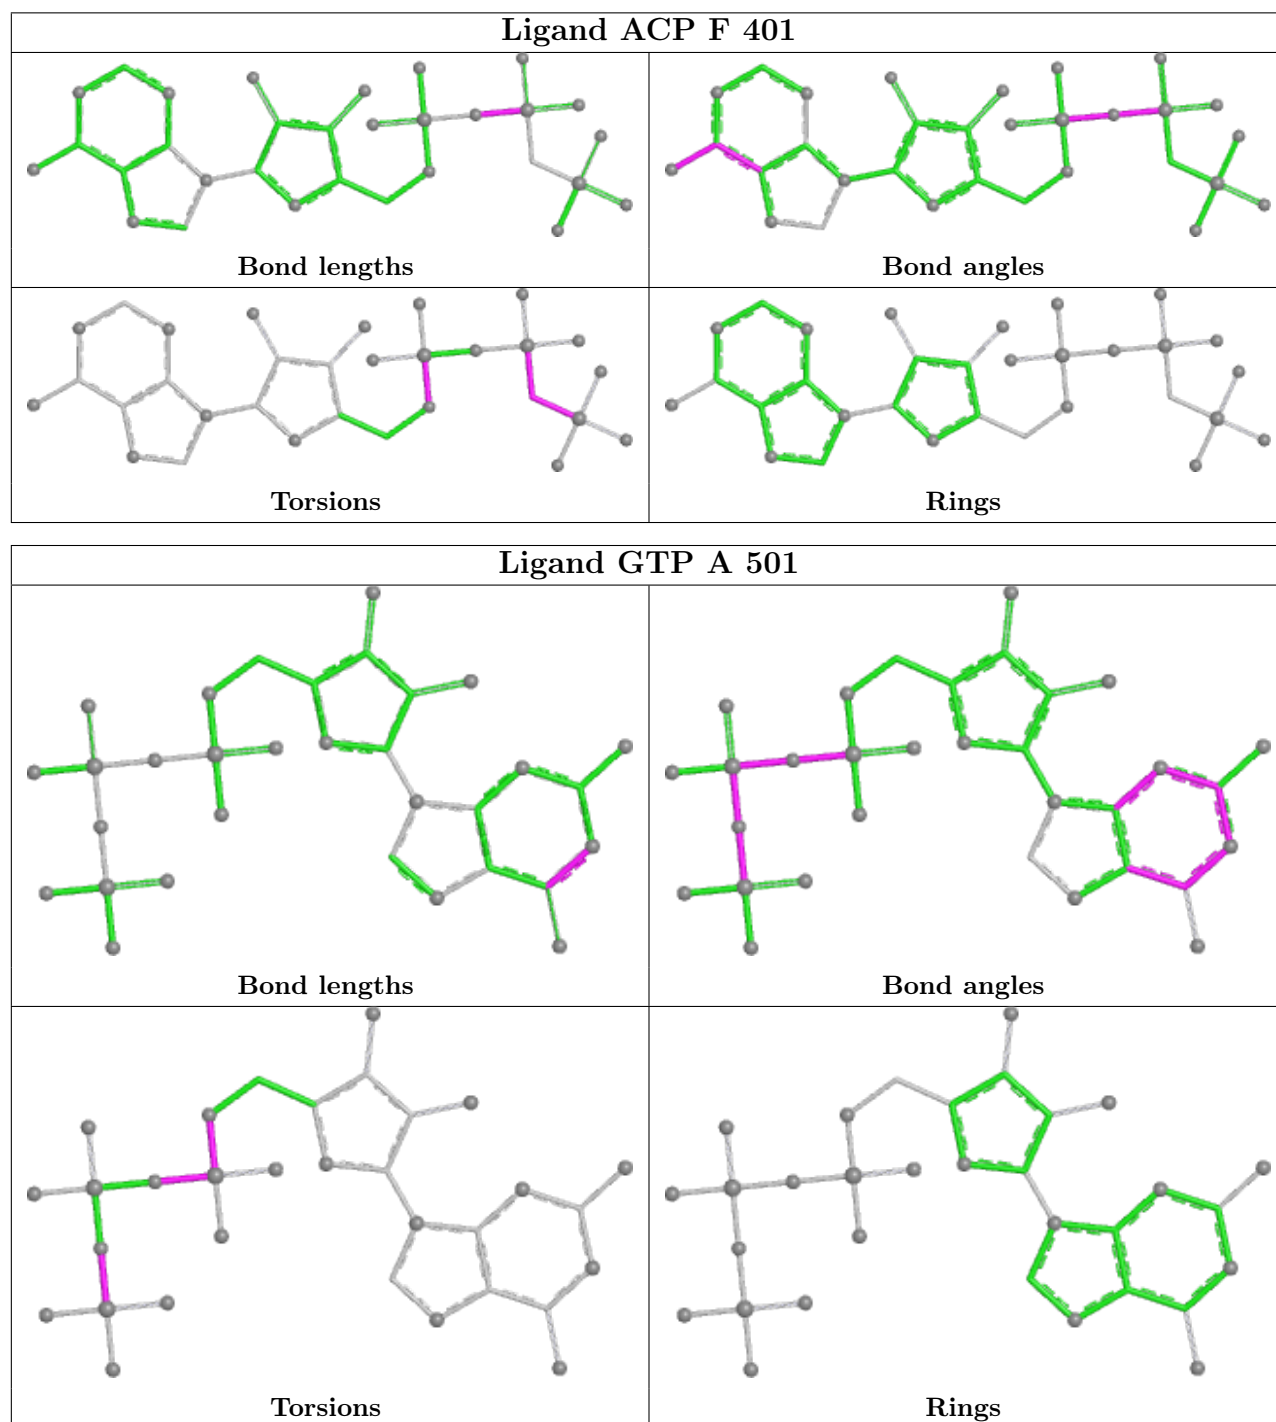 Ligand ACP F 401
Bond lengths
Bond angles
Torsions
Rings
Ligand GTP A 501
Bond lengths
Bond angles
Torsions
Rings